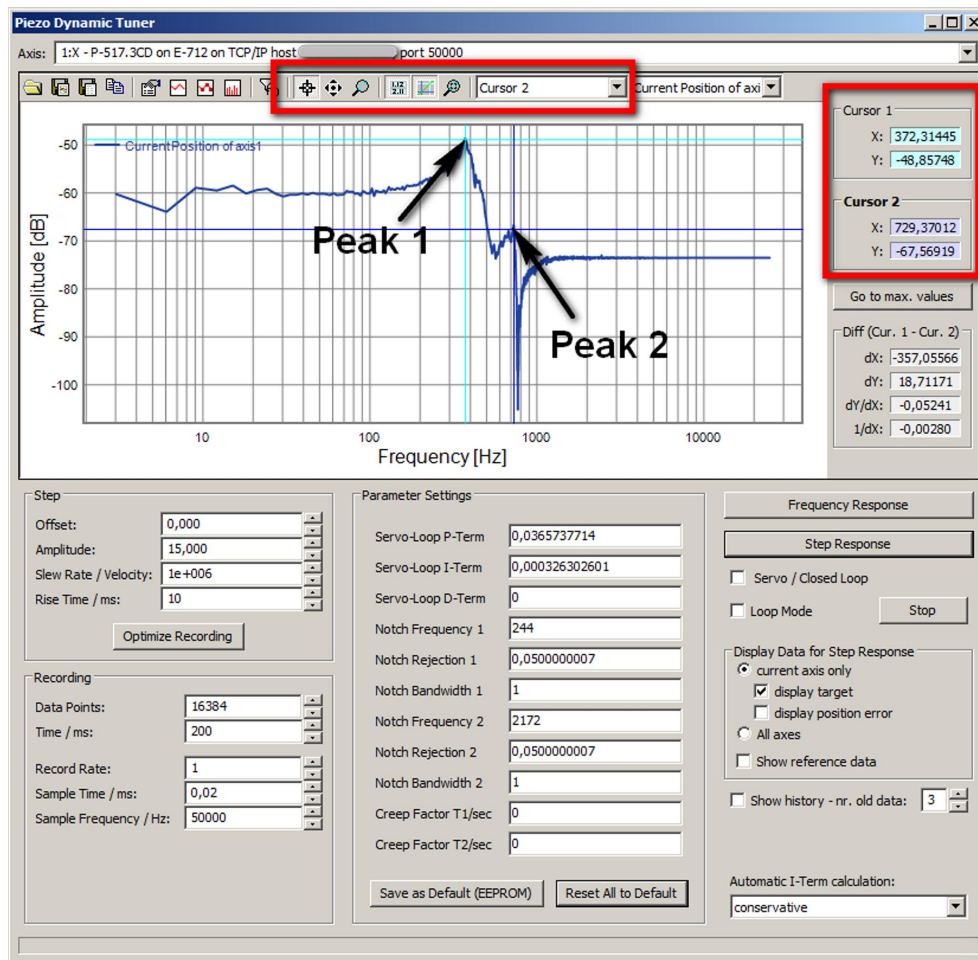 Piezo Dynamic Tuner
Axis: 1:X - P-517.3CD on E-712 on TCP/IP host port 50000
Cursor 2
Current Position of axi
CurrentPosition of axis1
Peak 1
Peak 2
Amplitude [dB]
-50
-60
-70
-80
-90
-100
10
100
1000
10000
Frequency [Hz]
Cursor 1
X: 372,31445
Y: -48,85748
Cursor 2
X: 729,37012
Y: -67,56919
Go to max. values
Diff (Cur. 1 - Cur. 2)
dX: -357,05566
dY: 18,71171
dY/dX: -0,05241
1/dX: -0,00280
Step
Offset: 0,000
Amplitude: 15,000
Slew Rate / Velocity: 1e+006
Rise Time / ms: 10
Optimize Recording
Recording
Data Points: 16384
Time / ms: 200
Record Rate: 1
Sample Time / ms: 0,02
Sample Frequency / Hz: 50000
Parameter Settings
Servo-Loop P-Term 0,0365737714
Servo-Loop I-Term 0,000326302601
Servo-Loop D-Term 0
Notch Frequency 1 244
Notch Rejection 1 0,0500000007
Notch Bandwidth 1 1
Notch Frequency 2 2172
Notch Rejection 2 0,0500000007
Notch Bandwidth 2 1
Creep Factor T1/sec 0
Creep Factor T2/sec 0
Save as Default (EEPROM)
Reset All to Default
Frequency Response
Step Response
Servo / Closed Loop
Loop Mode
Stop
Display Data for Step Response
current axis only
display target
display position error
All axes
Show reference data
Show history - nr. old data: 3
Automatic I-Term calculation:
conservative